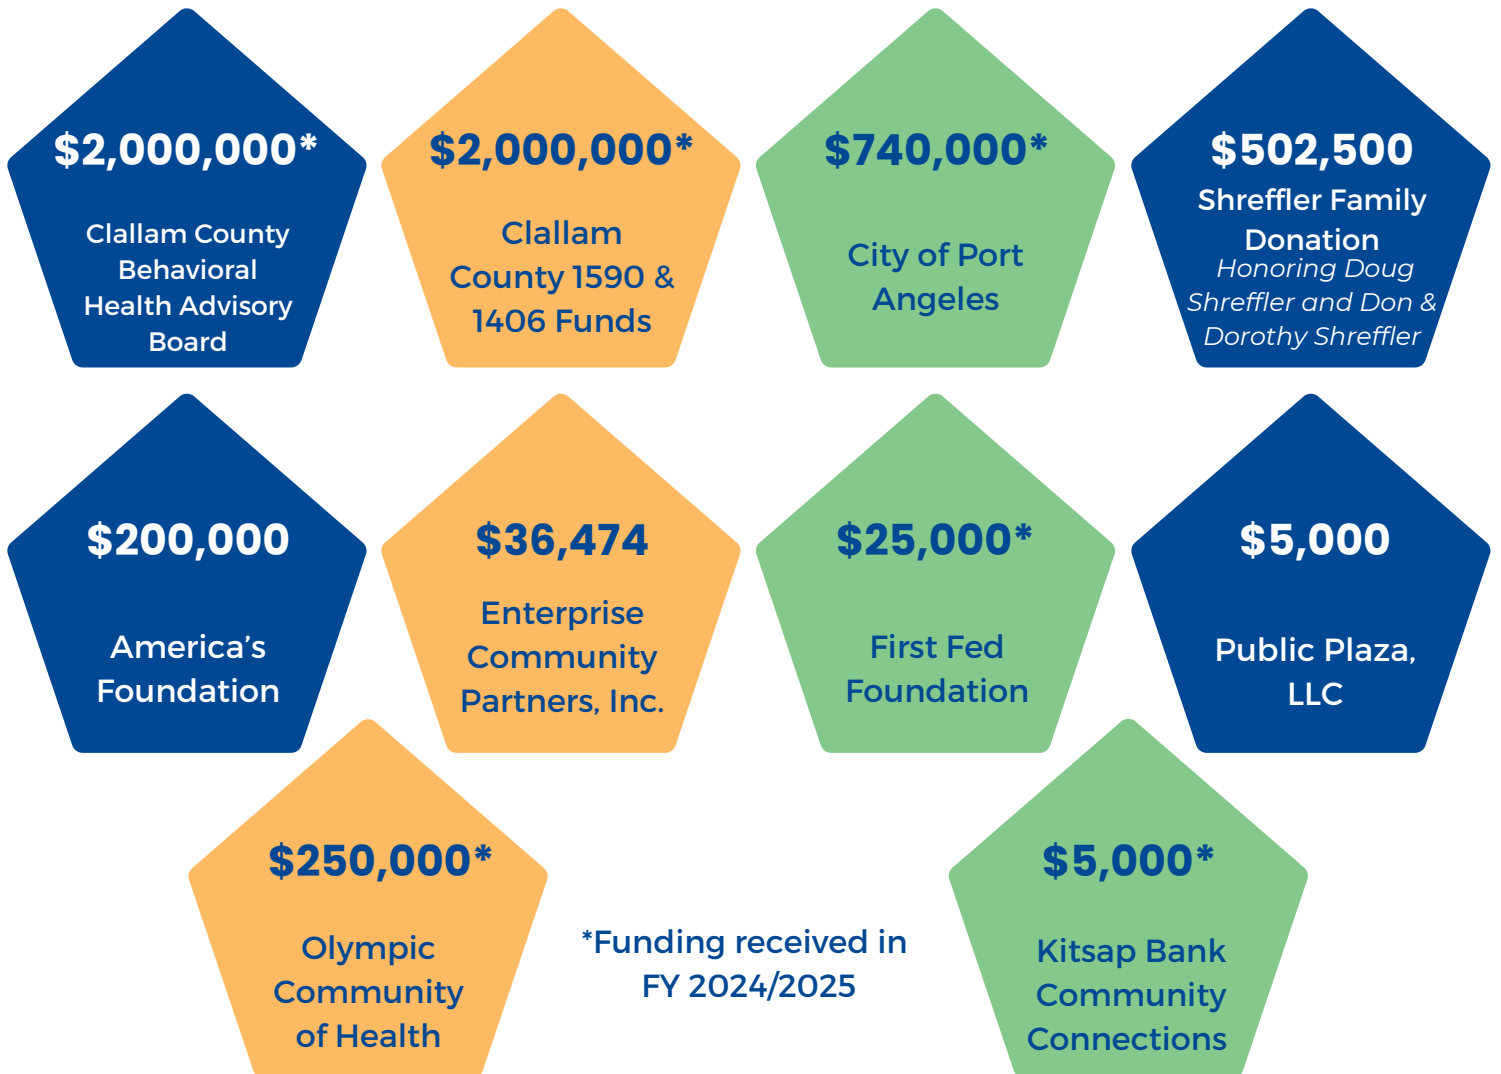 $2,000,000*
Clallam County
Behavioral
Health Advisory
Board
$2,000,000*
Clallam
County 1590 &
1406 Funds
$740,000*
City of Port
Angeles
$502,500
Shreffler Family
Donation
Honoring Doug
Shreffler and Don &
Dorothy Shreffler
$200,000
America’s
Foundation
$36,474
Enterprise
Community
Partners, Inc.
$25,000*
First Fed
Foundation
$5,000
Public Plaza,
LLC
$250,000*
Olympic
Community
of Health
*Funding received in
FY 2024/2025
$5,000*
Kitsap Bank
Community
Connections